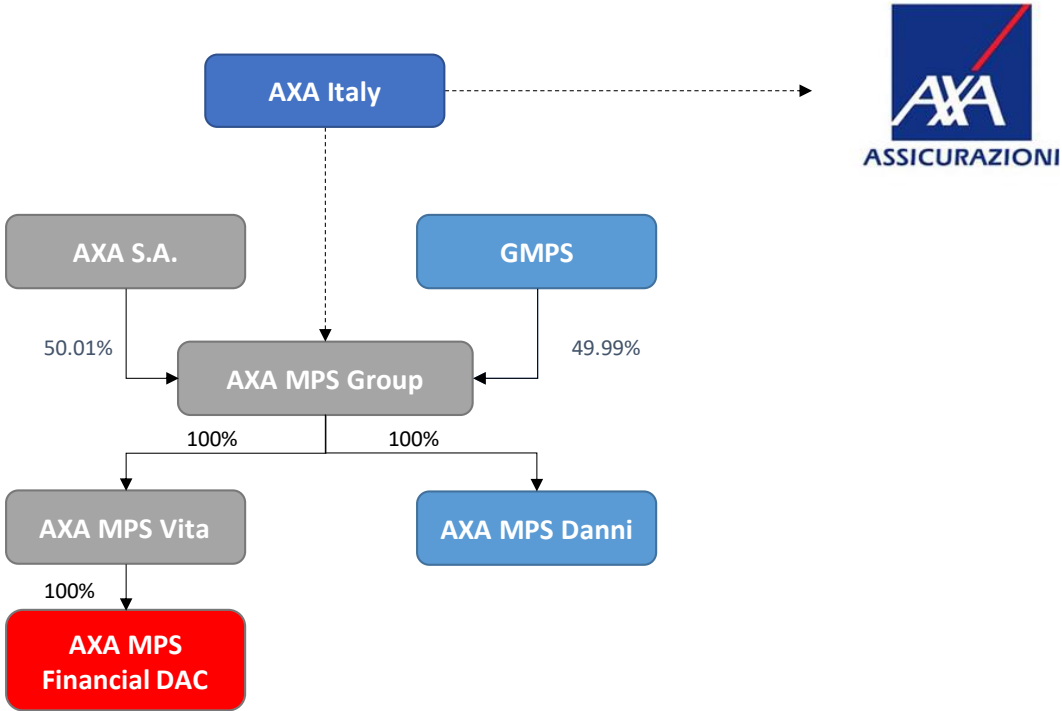 AXA Italy
AXA
ASSICURAZIONI
AXA S.A.
GMPS
50.01%
49.99%
AXA MPS Group
100%
100%
AXA MPS Vita
AXA MPS Danni
100%
AXA MPS
Financial DAC